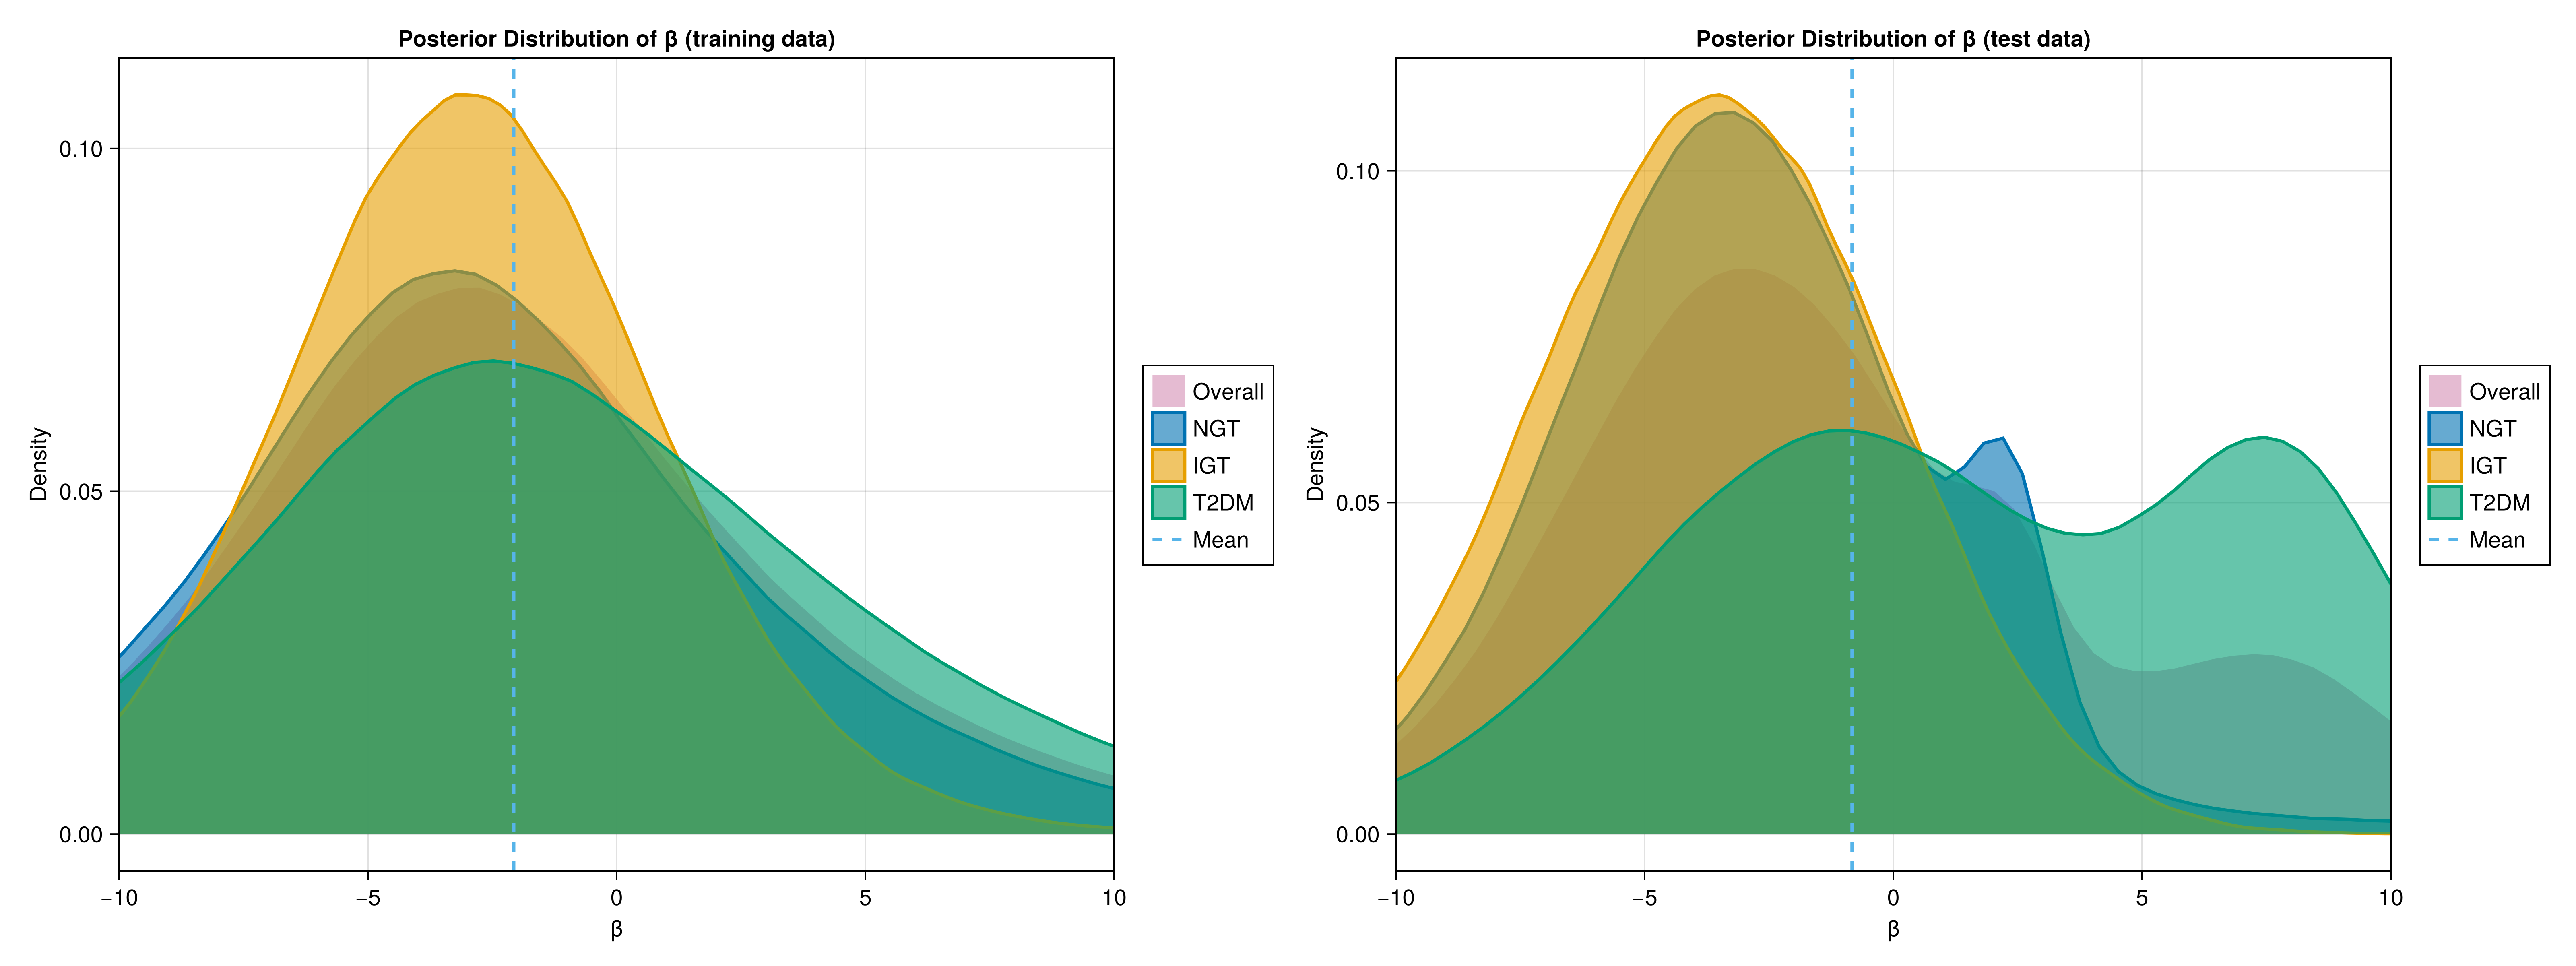 Posterior Distribution of β (training data)
Density
0.10
0.05
0.00
−10
−5
0
5
10
β
Overall
NGT
IGT
T2DM
Mean
Posterior Distribution of β (test data)
Density
0.10
0.05
0.00
−10
−5
0
5
10
β
Overall
NGT
IGT
T2DM
Mean